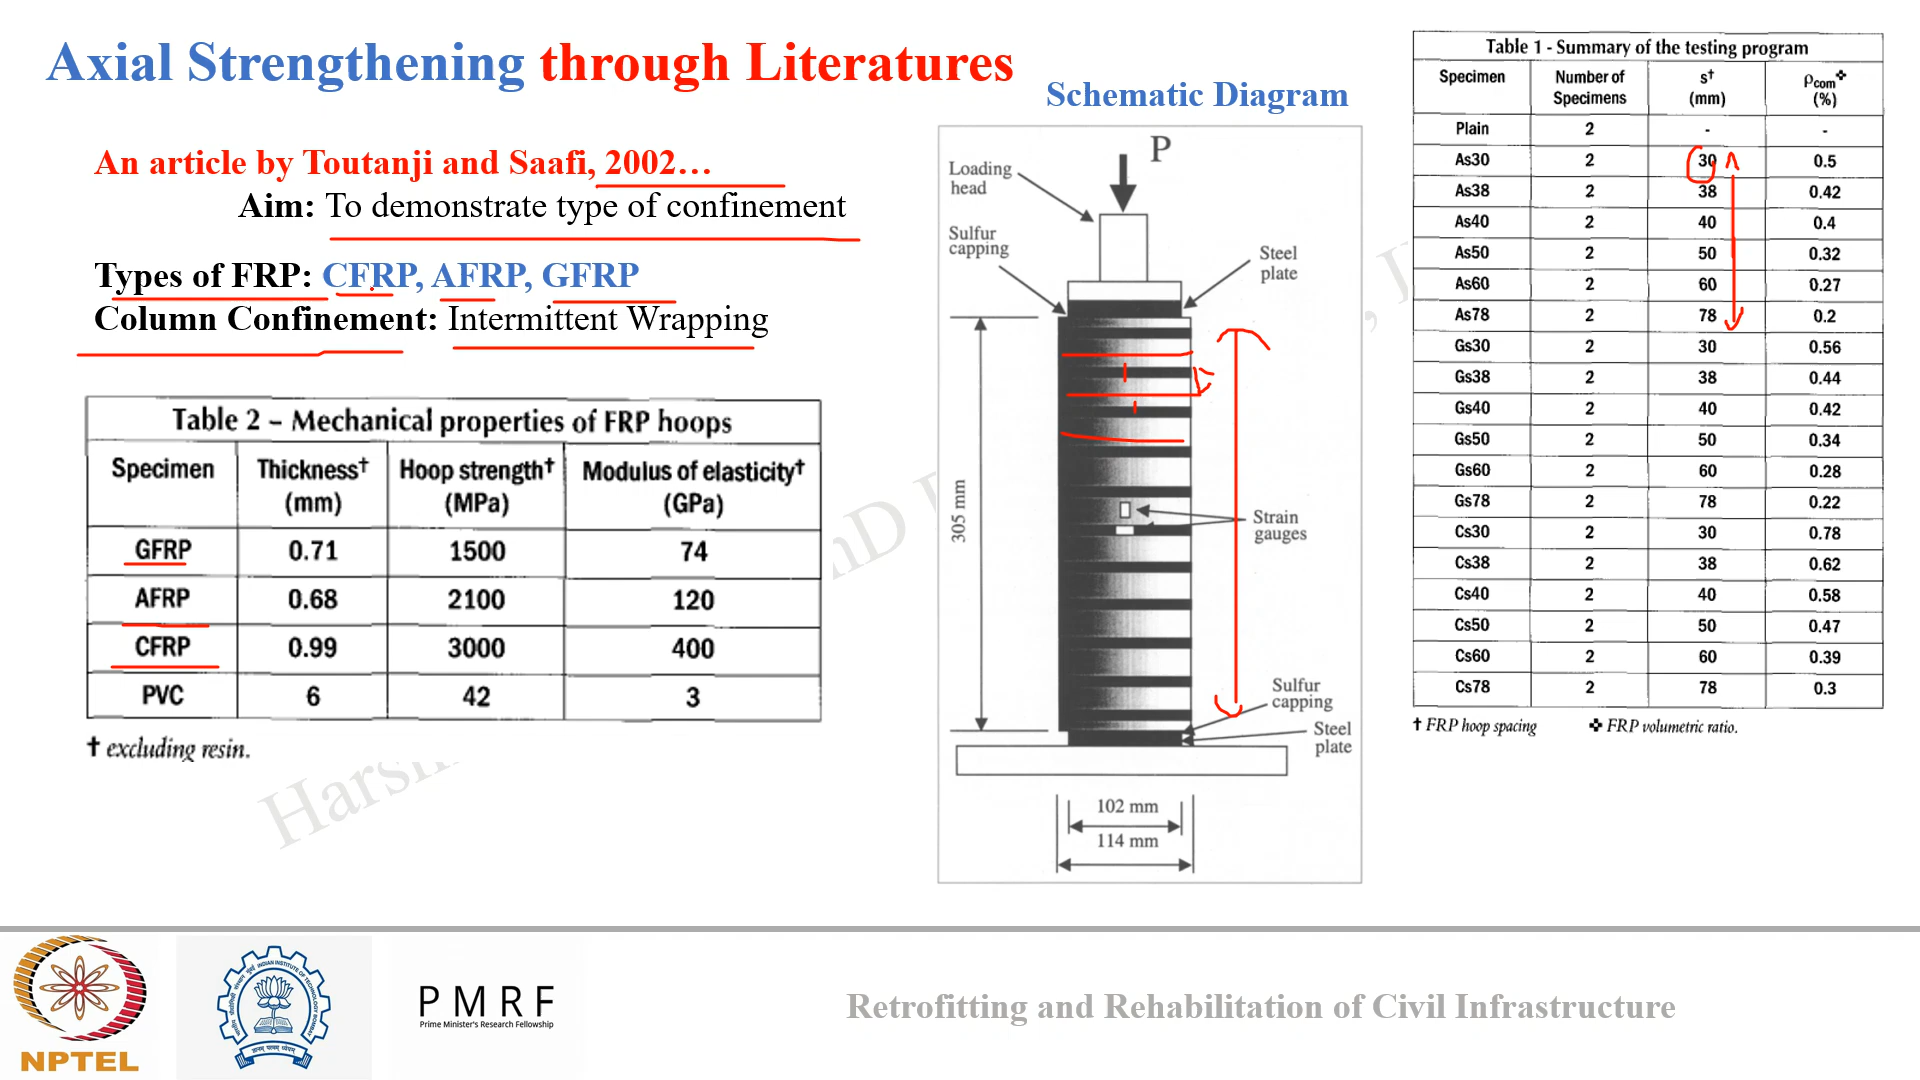 Axial Strengthening through Literatures
An article by Toutanji and Saafi, 2002…
Aim: To demonstrate type of confinement
Types of FRP: CFRP, AFRP, GFRP
Column Confinement: Intermittent Wrapping
Table 2 – Mechanical properties of FRP hoops
Specimen Thickness† (mm) Hoop strength† (MPa) Modulus of elasticity† (GPa)
GFRP 0.71 1500 74
AFRP 0.68 2100 120
CFRP 0.99 3000 400
PVC 6 42 3
† excluding resin.
Schematic Diagram
P
Loading head
Sulfur capping
Steel plate
305 mm
Strain gauges
Sulfur capping
Steel plate
102 mm
114 mm
Table 1 - Summary of the testing program
Specimen Number of Specimens s† (mm) ρcom✤ (%)
Plain 2 - -
As30 2 30 0.5
As38 2 38 0.42
As40 2 40 0.4
As50 2 50 0.32
As60 2 60 0.27
As78 2 78 0.2
Gs30 2 30 0.56
Gs38 2 38 0.44
Gs40 2 40 0.42
Gs50 2 50 0.34
Gs60 2 60 0.28
Gs78 2 78 0.22
Cs30 2 30 0.78
Cs38 2 38 0.62
Cs40 2 40 0.58
Cs50 2 50 0.47
Cs60 2 60 0.39
Cs78 2 78 0.3
† FRP hoop spacing ✤ FRP volumetric ratio.
NPTEL
PMRF
Prime Minister's Research Fellowship
Retrofitting and Rehabilitation of Civil Infrastructure